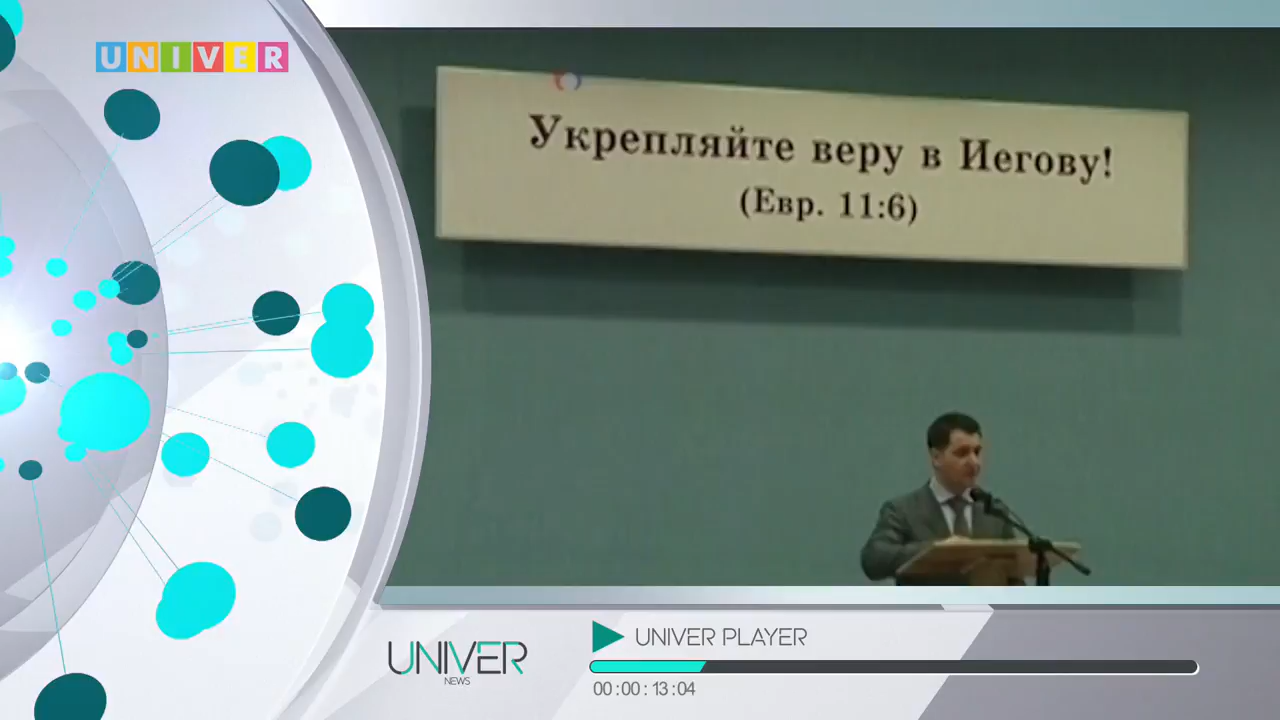 UNIVER
Укрепляйте веру в Иегову!
(Евр. 11:6)
UNIVER
NEWS
UNIVER PLAYER
00:00:13:04